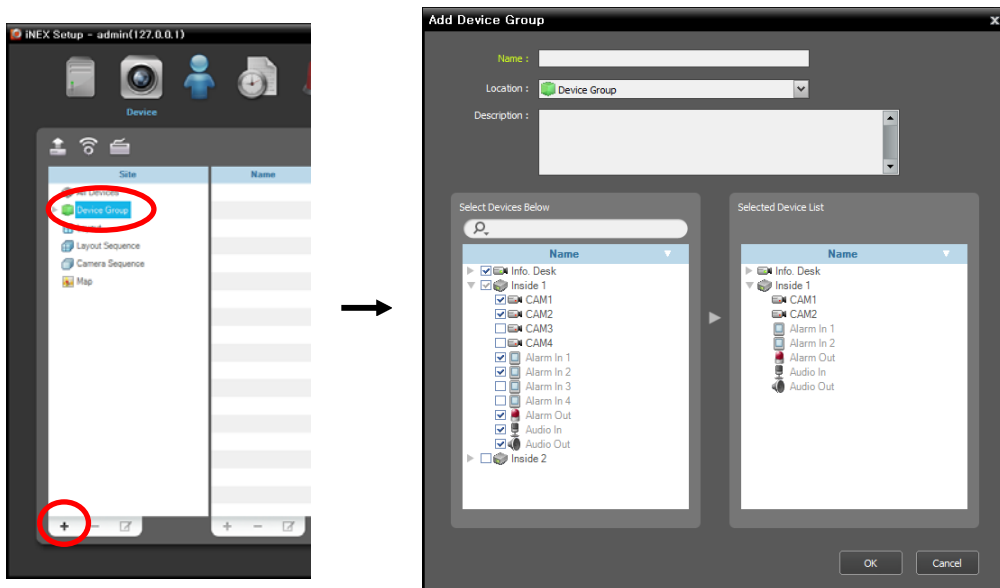 iNEX Setup - admin(127.0.0.1)
Device
Site
Name
All Devices
Device Group
Layout Sequence
Camera Sequence
Map
Add Device Group
Name :
Location :
Device Group
Description :
Select Devices Below
Name
Info. Desk
Inside 1
CAM1
CAM2
CAM3
CAM4
Alarm In 1
Alarm In 2
Alarm In 3
Alarm In 4
Alarm Out
Audio In
Audio Out
Inside 2
Selected Device List
Name
Info. Desk
Inside 1
CAM1
CAM2
Alarm In 1
Alarm In 2
Alarm Out
Audio In
Audio Out
OK
Cancel